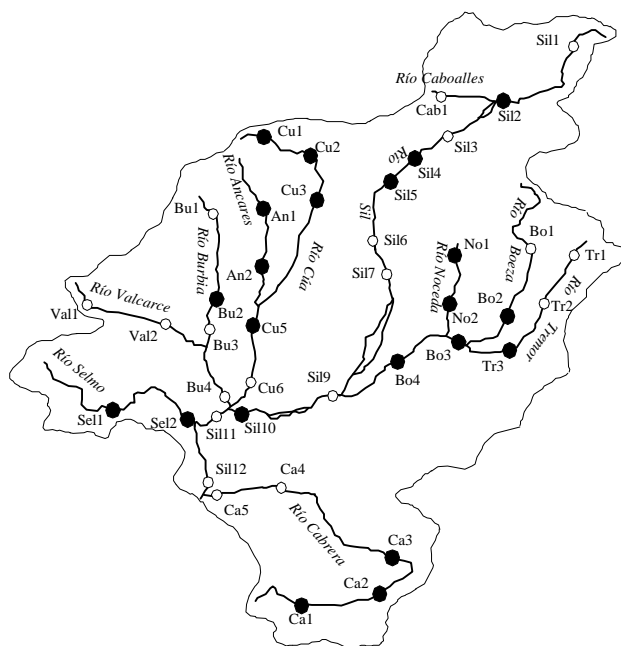 Sil1
Río Caboalles
Cab1
Sil2
Cu1
Sil3
Río
Cu2
Sil4
Río Ancares
Cu3
Sil5
Río
Bu1
An1
Sil
Sil6
No1
Bo1
Tr1
Río Burbia
Río Cúa
Boeza
Río
An2
Sil7
Río Noceda
Río Valcarce
Val1
Bu2
Bo2
Tr2
Val2
No2
Tremor
Bu3
Cu5
Bo3
Río Selmo
Bo4
Tr3
Bu4
Cu6
Sil9
Sel1
Sel2
Sil11
Sil10
Sil12
Ca4
Ca5
Río Cabrera
Ca3
Ca2
Ca1